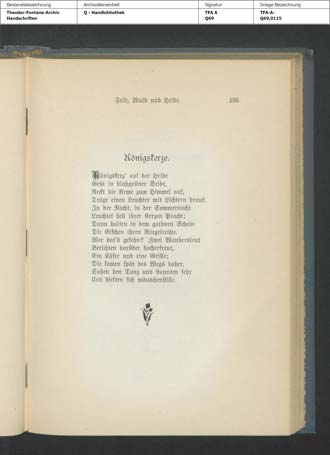 Bestandsbezeichnung
Theodor-Fontane-Archiv
Handschriften
Archivalieneinheit
Q - Handbibliothek
Signatur
TFA A
Q69
Image-Bezeichnung
TFA-A-
Q69,0115
Feld, Wald und Heide. 105
Königskerze.
Königskerz' auf der Heide
Geht in blaßgrüner Seide,
Reckt die Arme zum Himmel auf,
Trägt einen Leuchter mit Lichtern drauf.
In der Nacht, in der Sommernacht
Leuchtet hell ihrer Kerzen Pracht;
Dann halten in dem goldnen Schein
Die Elfchen ihren Ringelreihn.
Wer hat's gesehn? Zwei Wandersleut
Berichten darüber hocherfreut,
Ein Käfer und eine Grille;
Die kamen spät des Wegs daher,
Sahen den Tanz und staunten sehr
Und hielten sich mäuschenstille.